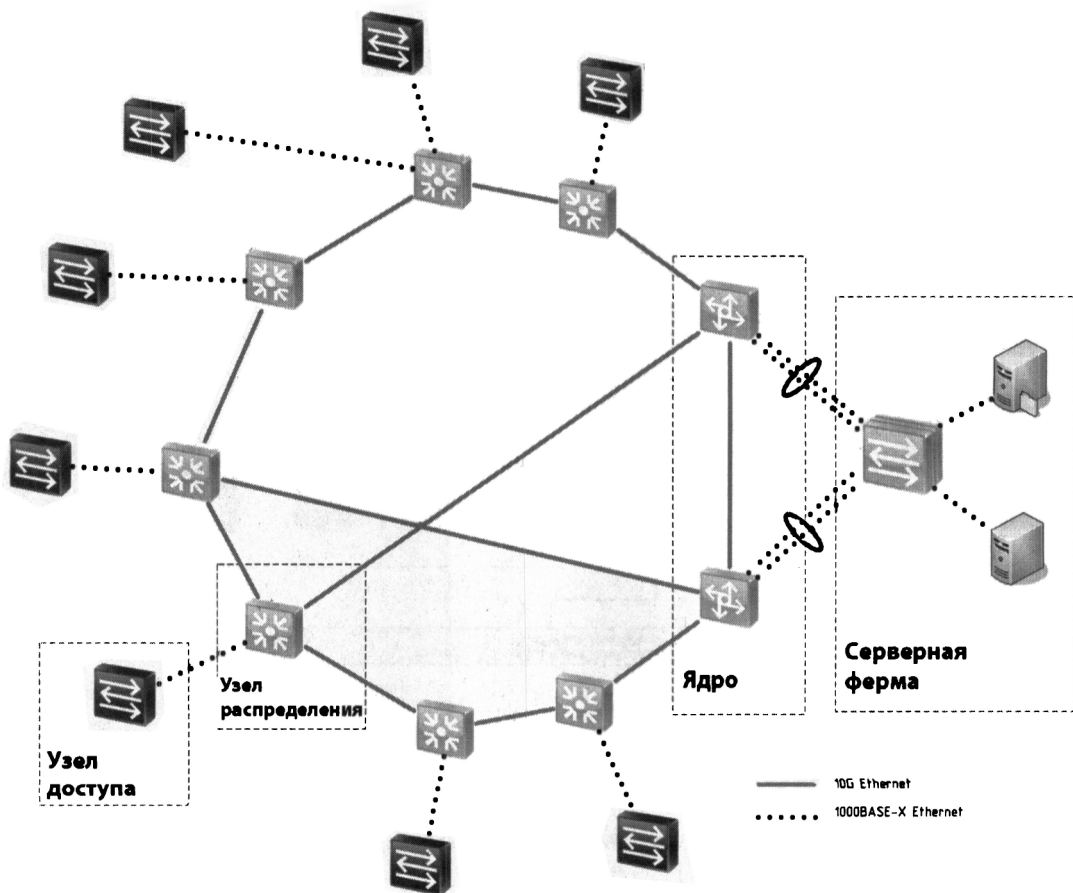 Серверная
ферма
Ядро
Узел
распределения
Узел
доступа
10G Ethernet
1000BASE-X Ethernet